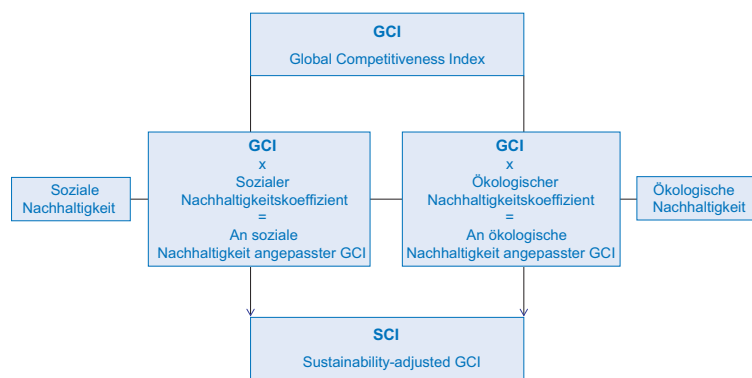 GCI
Global Competitiveness Index
Soziale
Nachhaltigkeit
GCI
x
Sozialer
Nachhaltigkeitskoeffizient
=
An soziale
Nachhaltigkeit angepasster GCI
GCI
x
Ökologischer
Nachhaltigkeitskoeffizient
=
An ökologische
Nachhaltigkeit angepasster GCI
Ökologische
Nachhaltigkeit
SCI
Sustainability-adjusted GCI